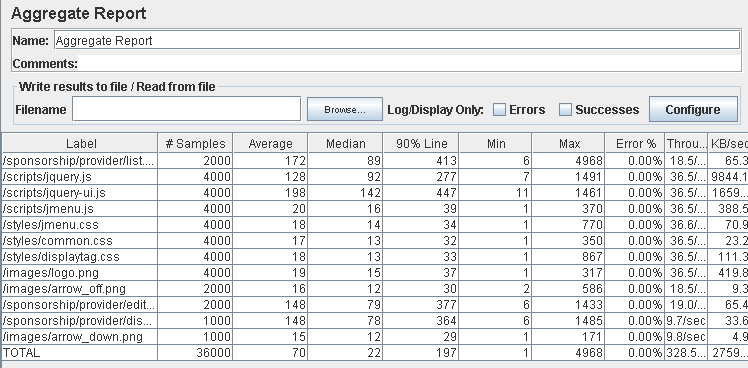 Aggregate Report
Name: Aggregate Report
Comments:
Write results to file / Read from file
Filename Browse... Log/Display Only: Errors Successes Configure
Label # Samples Average Median 90% Line Min Max Error % Throu... KB/sec
/sponsorship/provider/list.... 2000 172 89 413 6 4968 0.00% 18.5/... 65.3
/scripts/jquery.js 4000 128 92 277 7 1491 0.00% 36.5/... 9844.1
/scripts/jquery-ui.js 4000 198 142 447 11 1461 0.00% 36.5/... 1659...
/scripts/jmenu.js 4000 20 16 39 1 370 0.00% 36.5/... 388.5
/styles/jmenu.css 4000 18 14 34 1 770 0.00% 36.6/... 70.9
/styles/common.css 4000 17 13 32 1 350 0.00% 36.5/... 23.2
/styles/displaytag.css 4000 18 13 33 1 867 0.00% 36.5/... 111.3
/images/logo.png 4000 19 15 37 1 317 0.00% 36.5/... 419.8
/images/arrow_off.png 2000 16 12 30 2 586 0.00% 18.5/... 9.3
/sponsorship/provider/edit... 2000 148 79 377 6 1433 0.00% 19.0/... 65.4
/sponsorship/provider/dis... 1000 148 78 364 6 1485 0.00% 9.7/sec 33.6
/images/arrow_down.png 1000 15 12 29 1 171 0.00% 9.8/sec 4.9
TOTAL 36000 70 22 197 1 4968 0.00% 328.5... 2759...